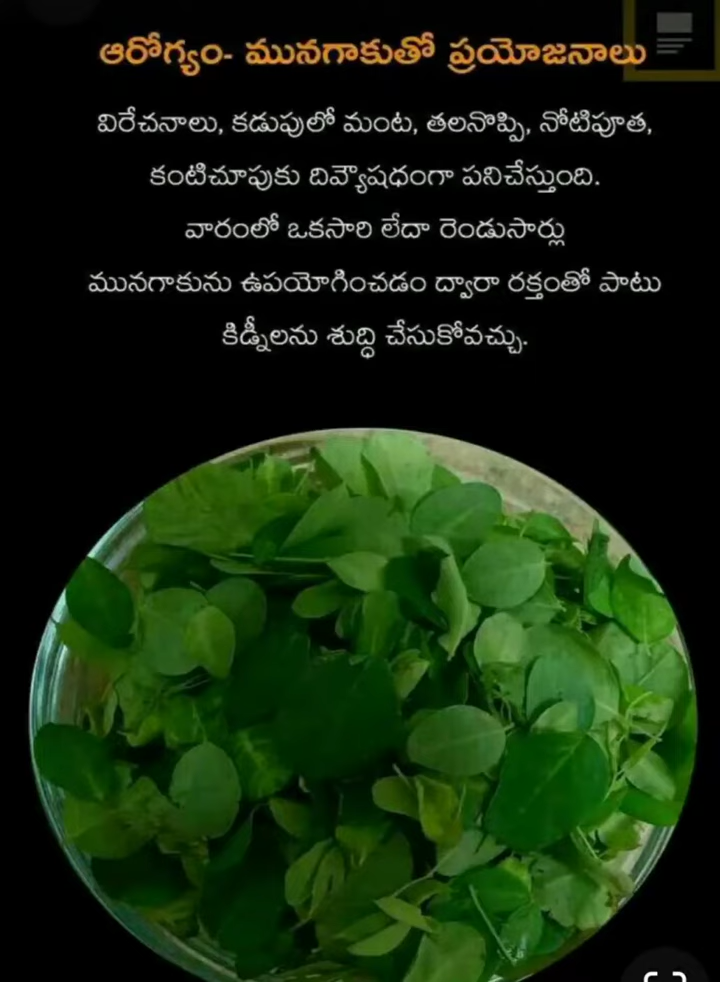 ఆరోగ్యం- మునగాకుతో ప్రయోజనాలు
విరేచనాలు, కడుపులో మంట, తలనొప్పి, నోటిపూత,
కంటిచూపుకు దివ్యౌషధంగా పనిచేస్తుంది.
వారంలో ఒకసారి లేదా రెండుసార్లు
మునగాకును ఉపయోగించడం ద్వారా రక్తంతో పాటు
కిడ్నీలను శుద్ధి చేసుకోవచ్చు.